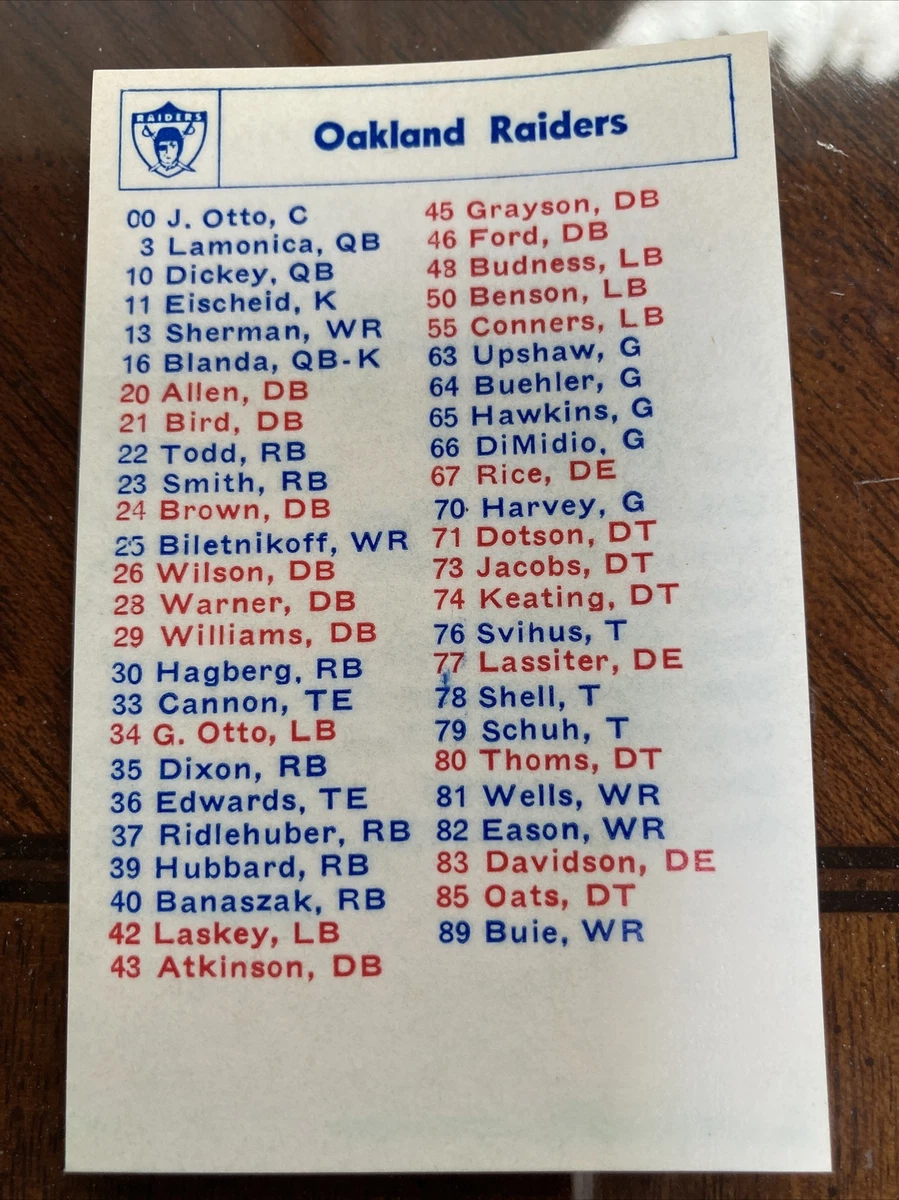 RAIDERS
Oakland Raiders
00 J. Otto, C
3 Lamonica, QB
10 Dickey, QB
11 Eischeid, K
13 Sherman, WR
16 Blanda, QB-K
20 Allen, DB
21 Bird, DB
22 Todd, RB
23 Smith, RB
24 Brown, DB
25 Biletnikoff, WR
26 Wilson, DB
28 Warner, DB
29 Williams, DB
30 Hagberg, RB
33 Cannon, TE
34 G. Otto, LB
35 Dixon, RB
36 Edwards, TE
37 Ridlehuber, RB
39 Hubbard, RB
40 Banaszak, RB
42 Laskey, LB
43 Atkinson, DB
45 Grayson, DB
46 Ford, DB
48 Budness, LB
50 Benson, LB
55 Conners, LB
63 Upshaw, G
64 Buehler, G
65 Hawkins, G
66 DiMidio, G
67 Rice, DE
70 Harvey, G
71 Dotson, DT
73 Jacobs, DT
74 Keating, DT
76 Svihus, T
77 Lassiter, DE
78 Shell, T
79 Schuh, T
80 Thoms, DT
81 Wells, WR
82 Eason, WR
83 Davidson, DE
85 Oats, DT
89 Buie, WR